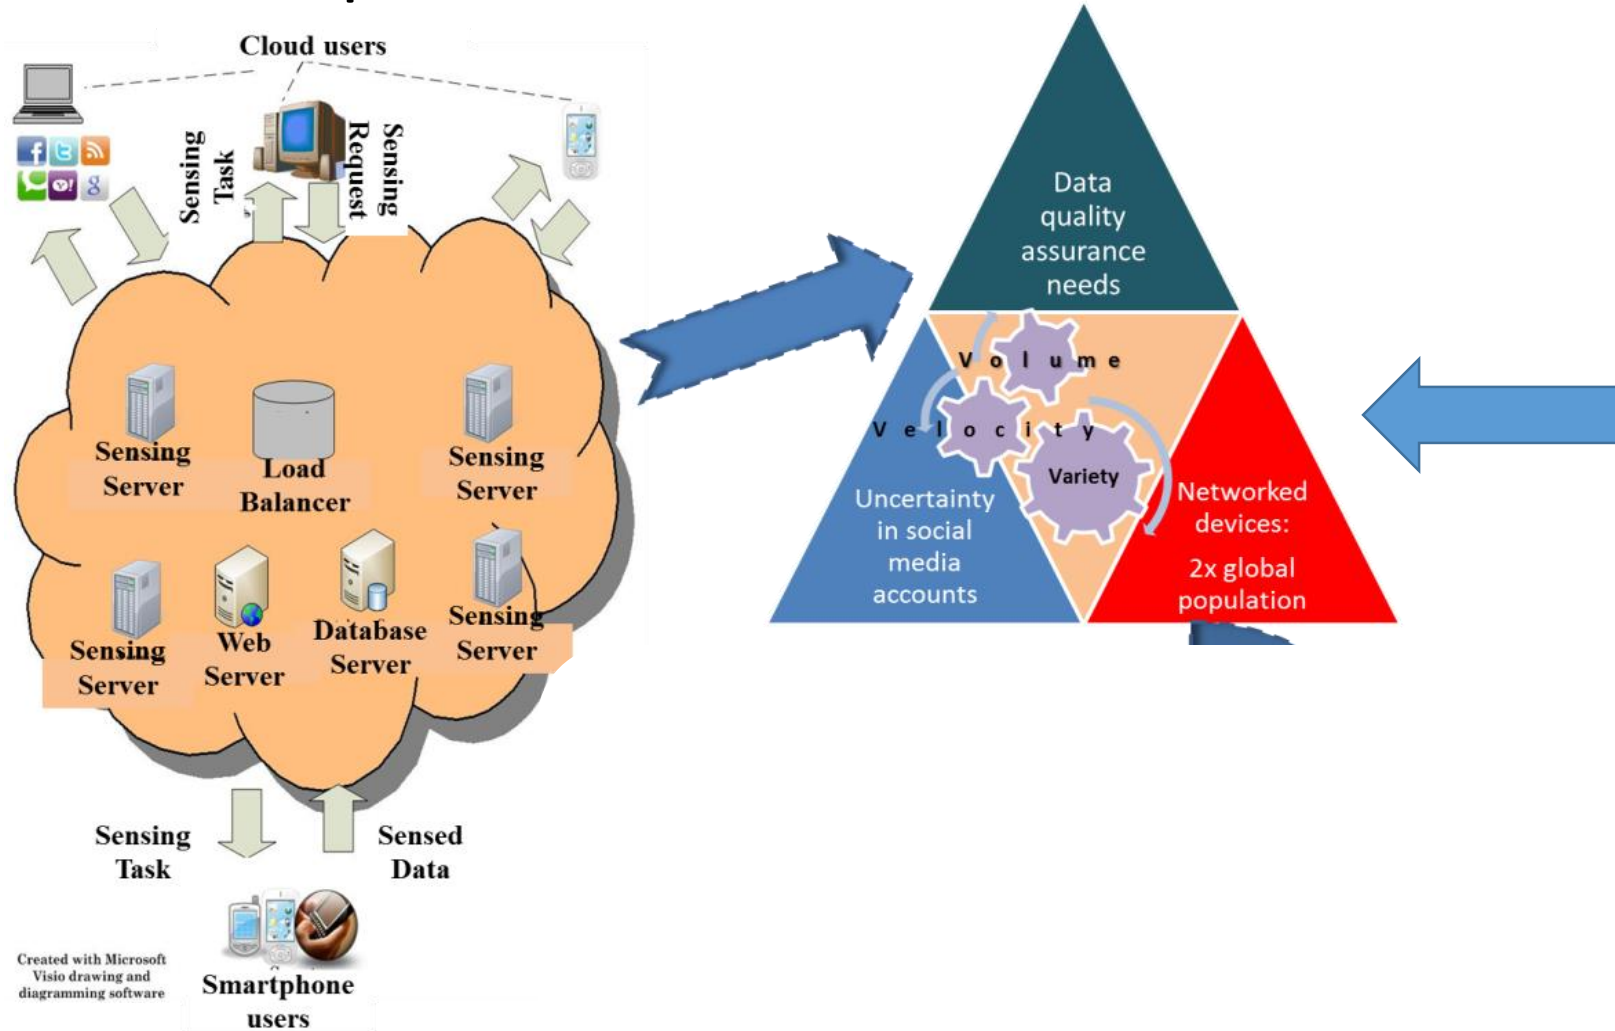 Cloud users
Sensing
Task
Sensing
Request
Sensing
Server
Load
Balancer
Sensing
Server
Sensing
Server
Web
Server
Database
Server
Sensing
Server
Sensing
Task
Sensed
Data
Smartphone
users
Created with Microsoft
Visio drawing and
diagramming software
Data
quality
assurance
needs
Volume
Velocity
Variety
Uncertainty
in social
media
accounts
Networked
devices:
2x global
population